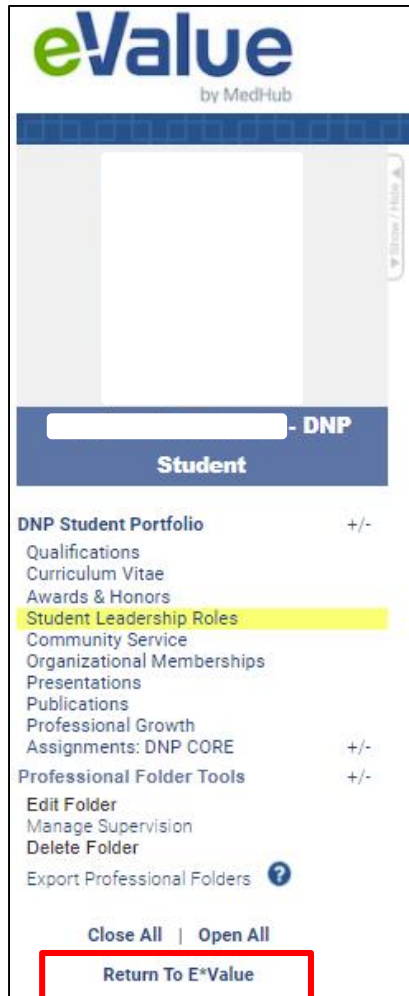 eValue
by MedHub
▼ Show / Hide ▲
- DNP
Student
DNP Student Portfolio +/-
Qualifications
Curriculum Vitae
Awards & Honors
Student Leadership Roles
Community Service
Organizational Memberships
Presentations
Publications
Professional Growth
Assignments: DNP CORE +/-
Professional Folder Tools +/-
Edit Folder
Manage Supervision
Delete Folder
Export Professional Folders ?
Close All | Open All
Return To E*Value